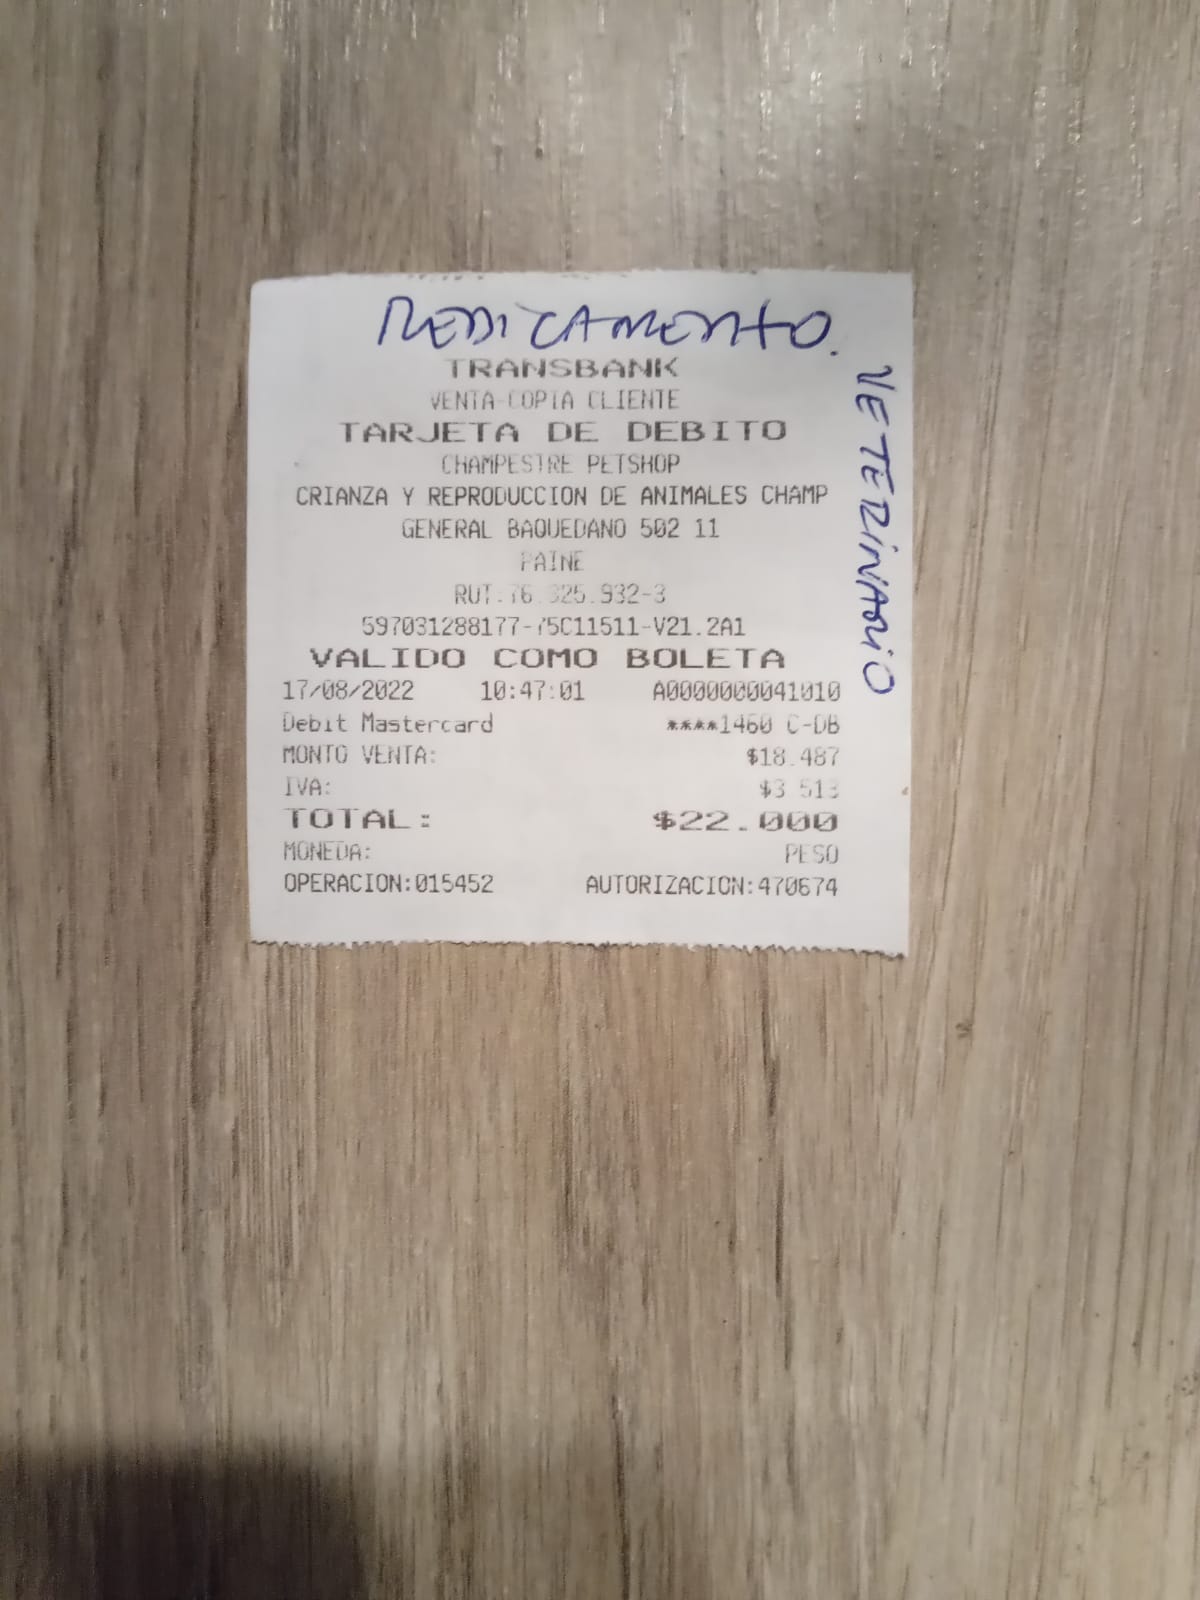 MEDICAMENTO.
VETERINARIO
TRANSBANK
VENTA-COPIA CLIENTE
TARJETA DE DEBITO
CHAMPESTRE PETSHOP
CRIANZA Y REPRODUCCION DE ANIMALES CHAMP
GENERAL BAQUEDANO 502 11
PAINE
RUT:76.325.932-3
597031288177-75C11511-V21.2A1
VALIDO COMO BOLETA
17/08/2022 10:47:01 A0000000041010
Debit Mastercard ****1460 C-DB
MONTO VENTA: $18.487
IVA: $3 513
TOTAL: $22.000
MONEDA: PESO
OPERACION:015452 AUTORIZACION:470674